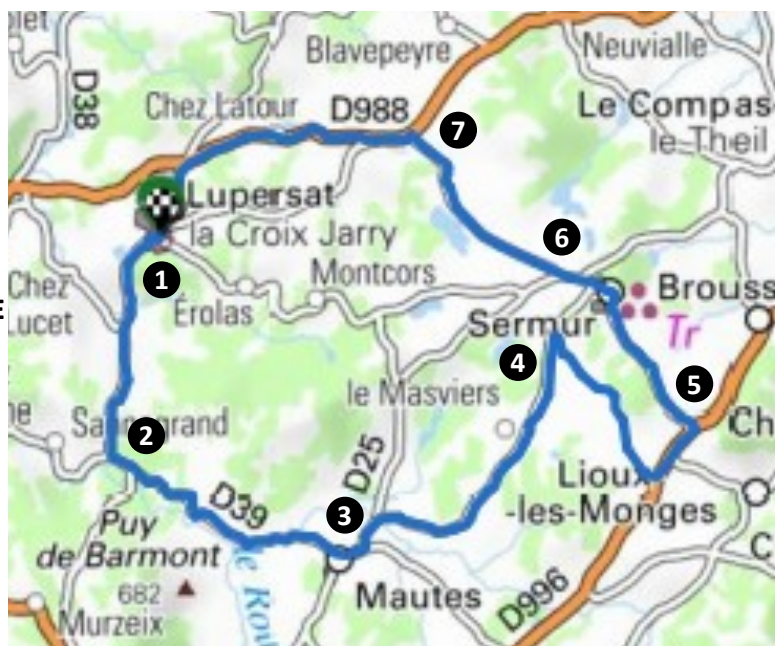 Blavepeyre
Neuvialle
D38
Chez Latour
D988
Le Compas
le Theil
7
Lupersat
la Croix Jarry
6
Chez
Lucet
1
Érolas
Montcors
Brouss
Sermur
Tr
4
5
le Masviers
2
Ch
D25
Lioux
-les-Monges
D39
3
Puy
de Barmont
682
Mautes
D996
C
Murzeix